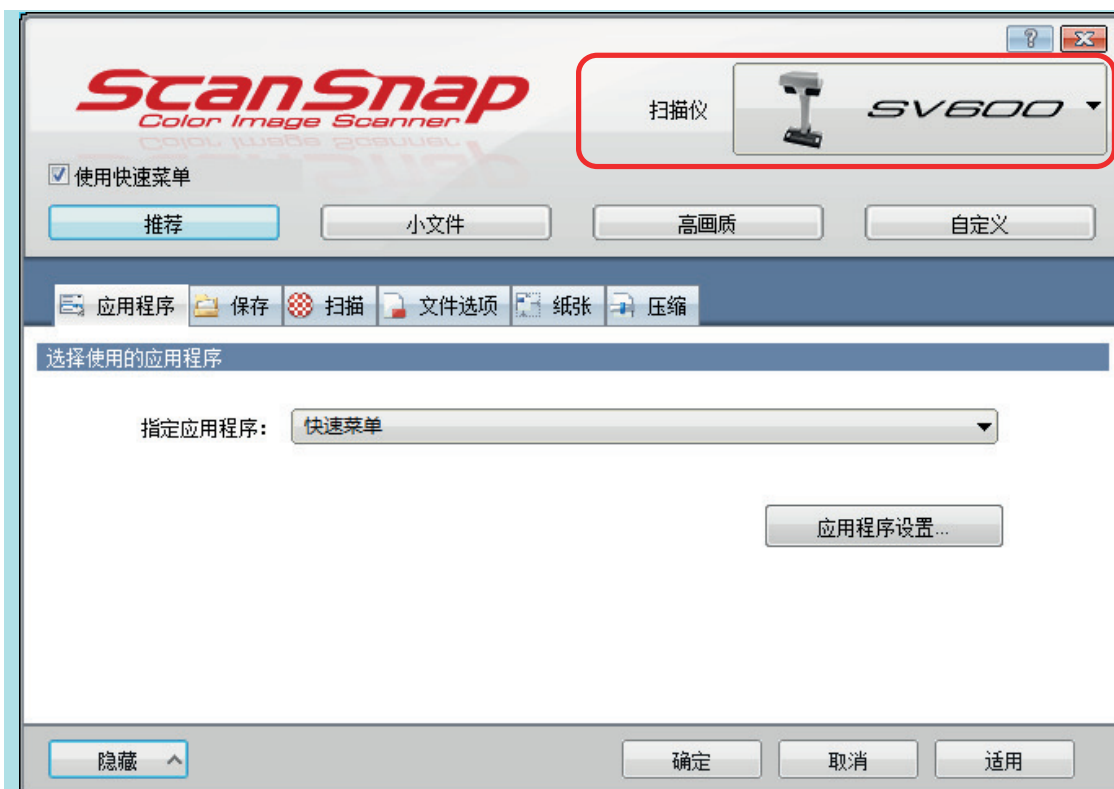 ScanSnap
Color Image Scanner
扫描仪
SV600
使用快速菜单
推荐
小文件
高画质
自定义
应用程序
保存
扫描
文件选项
纸张
压缩
选择使用的应用程序
指定应用程序:
快速菜单
应用程序设置...
隐藏
确定
取消
适用